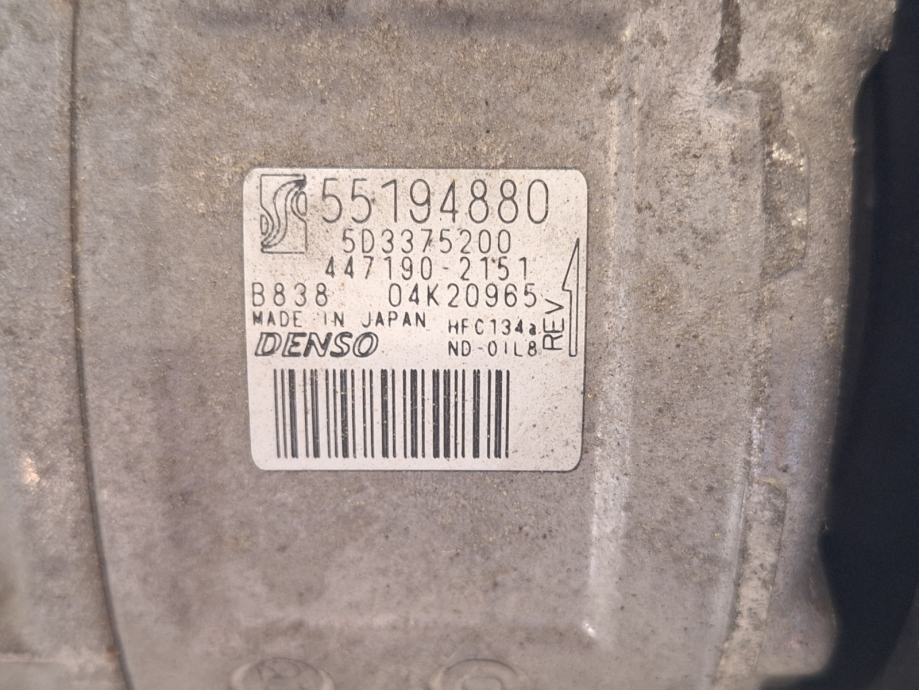 55194880
5D3375200
447190-2151
B838 04K20965
MADE IN JAPAN HFC134a
DENSO ND-OIL8
REV